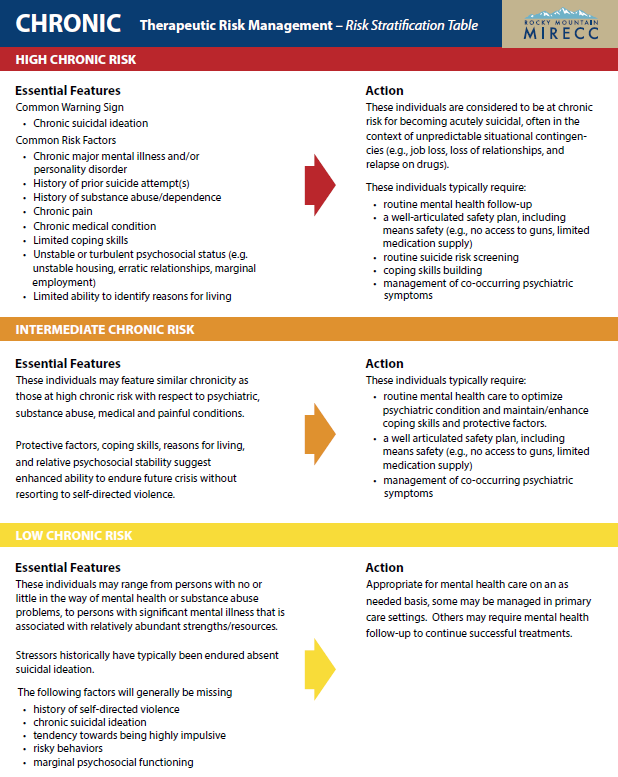 CHRONIC Therapeutic Risk Management – Risk Stratification Table
ROCKY MOUNTAIN
MIRECC
HIGH CHRONIC RISK
Essential Features
Common Warning Sign
• Chronic suicidal ideation
Common Risk Factors
• Chronic major mental illness and/or
personality disorder
• History of prior suicide attempt(s)
• History of substance abuse/dependence
• Chronic pain
• Chronic medical condition
• Limited coping skills
• Unstable or turbulent psychosocial status (e.g.
unstable housing, erratic relationships, marginal
employment)
• Limited ability to identify reasons for living
Action
These individuals are considered to be at chronic
risk for becoming acutely suicidal, often in the
context of unpredictable situational contingen-
cies (e.g., job loss, loss of relationships, and
relapse on drugs).
These individuals typically require:
• routine mental health follow-up
• a well-articulated safety plan, including
means safety (e.g., no access to guns, limited
medication supply)
• routine suicide risk screening
• coping skills building
• management of co-occurring psychiatric
symptoms
INTERMEDIATE CHRONIC RISK
Essential Features
These individuals may feature similar chronicity as
those at high chronic risk with respect to psychiatric,
substance abuse, medical and painful conditions.
Protective factors, coping skills, reasons for living,
and relative psychosocial stability suggest
enhanced ability to endure future crisis without
resorting to self-directed violence.
Action
These individuals typically require:
• routine mental health care to optimize
psychiatric condition and maintain/enhance
coping skills and protective factors.
• a well articulated safety plan, including
means safety (e.g., no access to guns, limited
medication supply)
• management of co-occurring psychiatric
symptoms
LOW CHRONIC RISK
Essential Features
These individuals may range from persons with no or
little in the way of mental health or substance abuse
problems, to persons with significant mental illness that is
associated with relatively abundant strengths/resources.
Stressors historically have typically been endured absent
suicidal ideation.
The following factors will generally be missing
• history of self-directed violence
• chronic suicidal ideation
• tendency towards being highly impulsive
• risky behaviors
• marginal psychosocial functioning
Action
Appropriate for mental health care on an as
needed basis, some may be managed in primary
care settings. Others may require mental health
follow-up to continue successful treatments.